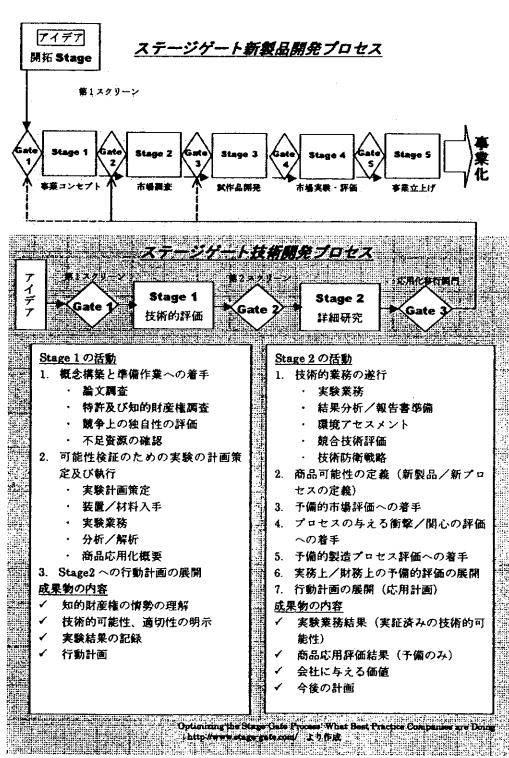 アイデア
開拓 Stage
ステージゲート新製品開発プロセス
第1スクリーン
Gate 1
Stage 1
Gate 2
Stage 2
Gate 3
Stage 3
Gate 4
Stage 4
Gate 5
Stage 5
事業化
事業コンセプト
市場調査
試作品開発
市場実験・評価
事業立上げ
ステージゲート技術開発プロセス
アイデア
第1スクリーン
Gate 1
Stage 1
技術的評価
第2スクリーン
Gate 2
Stage 2
詳細研究
応用化移行関門
Gate 3
Stage 1 の活動
1. 概念構築と準備作業への着手
・ 論文調査
・ 特許及び知的財産権調査
・ 競争上の独自性の評価
・ 不足資源の確認
2. 可能性検証のための実験の計画策
定及び執行
・ 実験計画策定
・ 装置/材料入手
・ 実験業務
・ 分析/解析
・ 商品応用化概要
3. Stage2 への行動計画の展開
成果物の内容
✓ 知的財産権の情勢の理解
✓ 技術的可能性、適切性の明示
✓ 実験結果の記録
✓ 行動計画
Stage 2 の活動
1. 技術的業務の遂行
・ 実験業務
・ 結果分析/報告書準備
・ 環境アセスメント
・ 競合技術評価
・ 技術防衛戦略
2. 商品可能性の定義（新製品/新プロ
セスの定義）
3. 予備的市場評価への着手
4. プロセスの与える衝撃/関心の評価
への着手
5. 予備的製造プロセス評価への着手
6. 実務上/財務上の予備的評価の展開
7. 行動計画の展開（応用計画）
成果物の内容
✓ 実験業務結果（実証済みの技術的可
能性）
✓ 商品応用評価結果（予備のみ）
✓ 会社に与える価値
✓ 今後の計画
Optimizing the Stage-Gate Process: What Best Practice Companies are Doing
http://www.stage-gate.com/ より作成